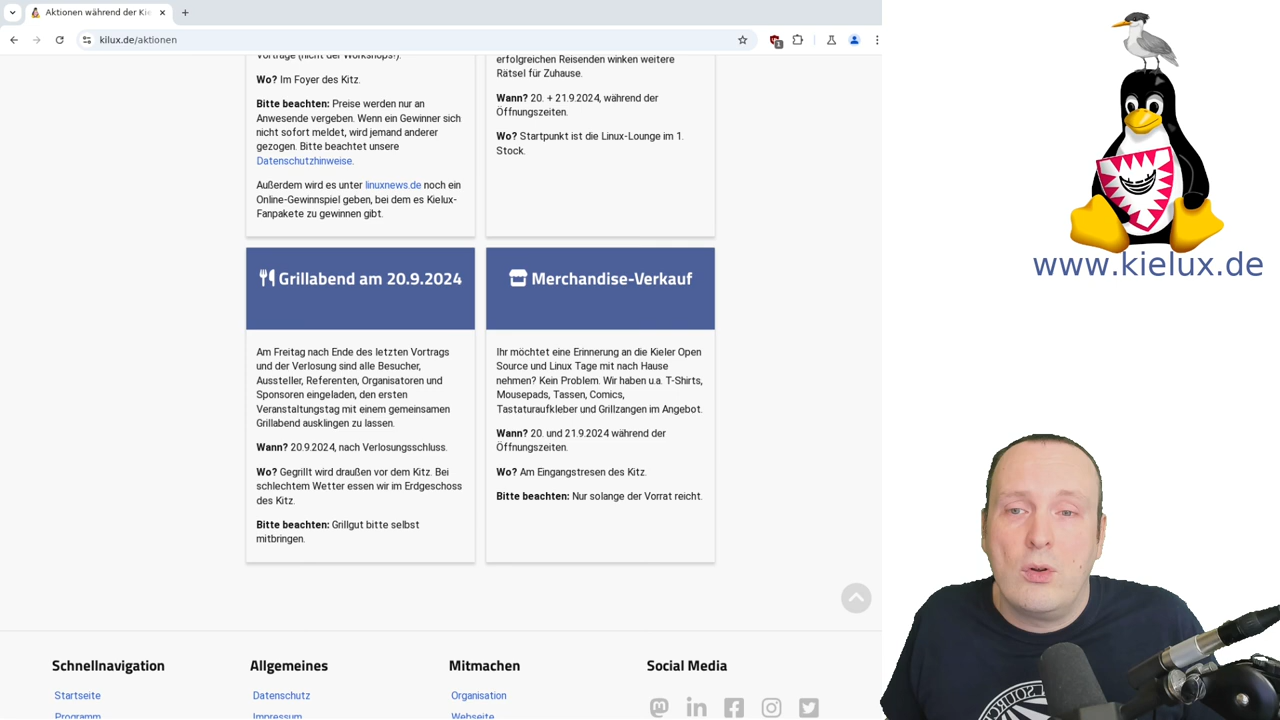 Aktionen während der Kie
kilux.de/aktionen
1
Vorträge (nicht der Workshops!).
Wo? Im Foyer des Kitz.
Bitte beachten: Preise werden nur an
Anwesende vergeben. Wenn ein Gewinner sich
nicht sofort meldet, wird jemand anderer
gezogen. Bitte beachtet unsere
Datenschutzhinweise.
Außerdem wird es unter linuxnews.de noch ein
Online-Gewinnspiel geben, bei dem es Kielux-
Fanpakete zu gewinnen gibt.
erfolgreichen Reisenden winken weitere
Rätsel für Zuhause.
Wann? 20. + 21.9.2024, während der
Öffnungszeiten.
Wo? Startpunkt ist die Linux-Lounge im 1.
Stock.
Grillabend am 20.9.2024
Am Freitag nach Ende des letzten Vortrags
und der Verlosung sind alle Besucher,
Aussteller, Referenten, Organisatoren und
Sponsoren eingeladen, den ersten
Veranstaltungstag mit einem gemeinsamen
Grillabend ausklingen zu lassen.
Wann? 20.9.2024, nach Verlosungsschluss.
Wo? Gegrillt wird draußen vor dem Kitz. Bei
schlechtem Wetter essen wir im Erdgeschoss
des Kitz.
Bitte beachten: Grillgut bitte selbst
mitbringen.
Merchandise-Verkauf
Ihr möchtet eine Erinnerung an die Kieler Open
Source und Linux Tage mit nach Hause
nehmen? Kein Problem. Wir haben u.a. T-Shirts,
Mousepads, Tassen, Comics,
Tastaturaufkleber und Grillzangen im Angebot.
Wann? 20. und 21.9.2024 während der
Öffnungszeiten.
Wo? Am Eingangstresen des Kitz.
Bitte beachten: Nur solange der Vorrat reicht.
Schnellnavigation
Startseite
Programm
Allgemeines
Datenschutz
Impressum
Mitmachen
Organisation
Webseite
Social Media
www.kielux.de